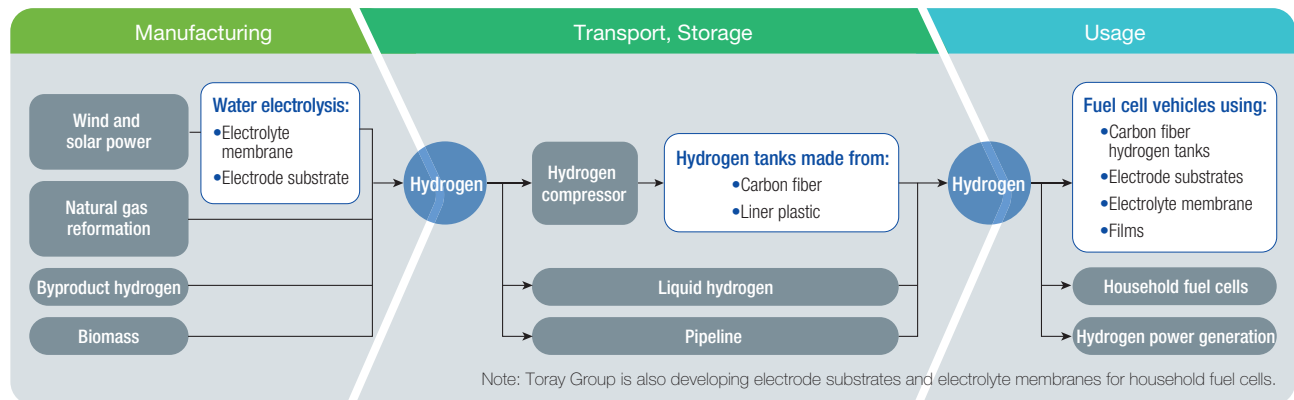 Manufacturing
Transport, Storage
Usage
Wind and
solar power
Water electrolysis:
•Electrolyte
membrane
•Electrode substrate
Natural gas
reformation
Byproduct hydrogen
Biomass
Hydrogen
Hydrogen
compressor
Hydrogen tanks made from:
•Carbon fiber
•Liner plastic
Liquid hydrogen
Pipeline
Hydrogen
Fuel cell vehicles using:
•Carbon fiber
hydrogen tanks
•Electrode substrates
•Electrolyte membrane
•Films
Household fuel cells
Hydrogen power generation
Note: Toray Group is also developing electrode substrates and electrolyte membranes for household fuel cells.